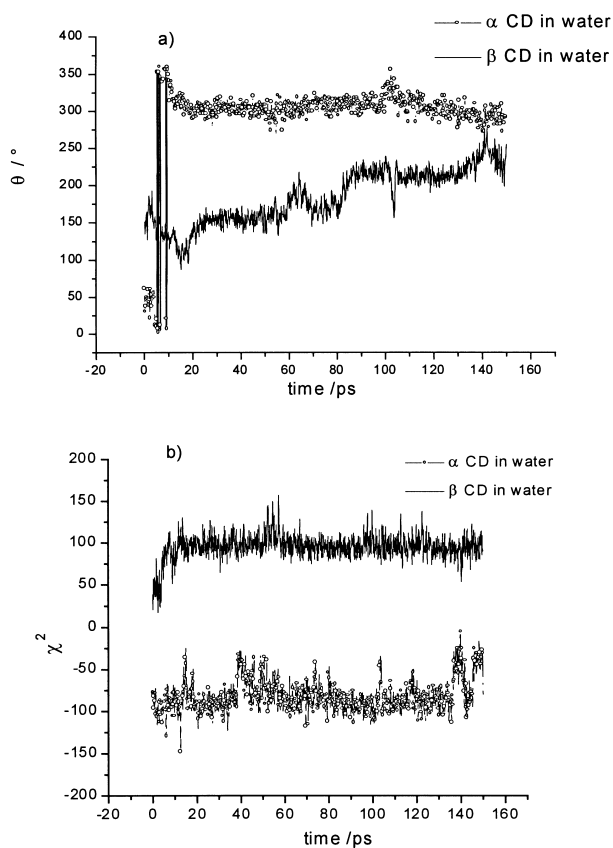 α CD in water
β CD in water
a)
400
350
300
250
200
150
100
50
0
θ / °
-20 0 20 40 60 80 100 120 140 160
time /ps
b)
α CD in water
β CD in water
200
150
100
50
0
-50
-100
-150
-200
χ²
-20 0 20 40 60 80 100 120 140 160
time /ps